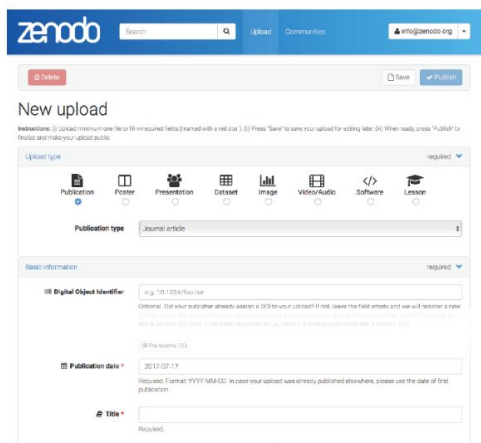 zenodo
Search
Upload
Communities
info@zenodo.org
Delete
Save
Publish
New upload
Instructions: (i) Upload minimum one file or fill-in required fields (marked with a red star ). (ii) Press "Save" to save your upload for editing later. (iii) When ready, press "Publish" to
finalize and make your upload public.
Upload type
required
Publication
Poster
Presentation
Dataset
Image
Video/Audio
Software
Lesson
Publication type
Journal article
Basic information
required
Digital Object Identifier
e.g. 10.1234/foo.bar
Optional. Did your publisher already assign a DOI to your upload? If not, leave the field empty and we will register a new
Pre-reserve DOI
Publication date *
2017-07-17
Required. Format: YYYY-MM-DD. In case your upload was already published elsewhere, please use the date of first
publication.
Title *
Required.